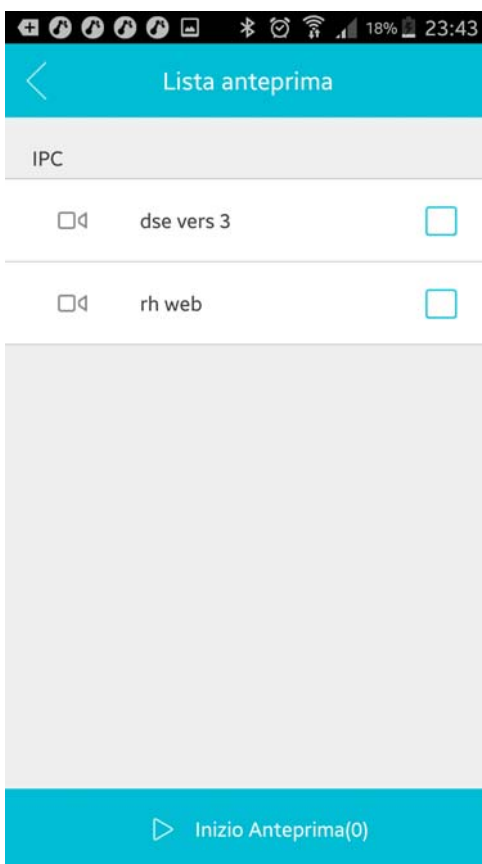 18% 23:43
Lista anteprima
IPC
dse vers 3
rh web
Inizio Anteprima(0)